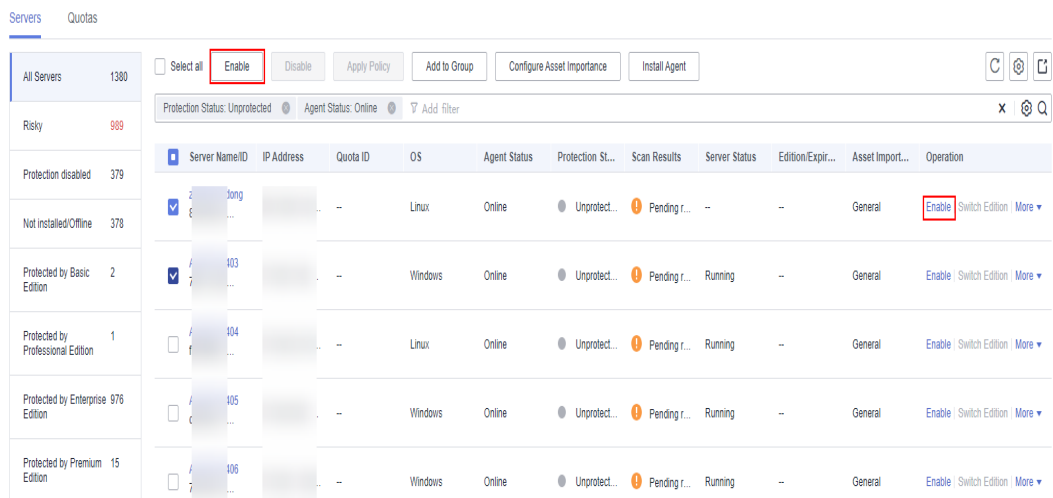 Servers Quotas
All Servers 1380
Risky 989
Protection disabled 379
Not installed/Offline 378
Protected by Basic Edition 2
Protected by Professional Edition 1
Protected by Enterprise Edition 976
Protected by Premium Edition 15
Select all Enable Disable Apply Policy Add to Group Configure Asset Importance Install Agent
Protection Status: Unprotected Agent Status: Online Add filter
Server Name/ID IP Address Quota ID OS Agent Status Protection St... Scan Results Server Status Edition/Expir... Asset Import... Operation
... -- Linux Online Unprotect... Pending r... -- -- General Enable Switch Edition More
403 ... -- Windows Online Unprotect... Pending r... Running -- General Enable Switch Edition More
404 ... -- Linux Online Unprotect... Pending r... Running -- General Enable Switch Edition More
405 ... -- Windows Online Unprotect... Pending r... Running -- General Enable Switch Edition More
406 ... -- Windows Online Unprotect... Pending r... Running -- General Enable Switch Edition More